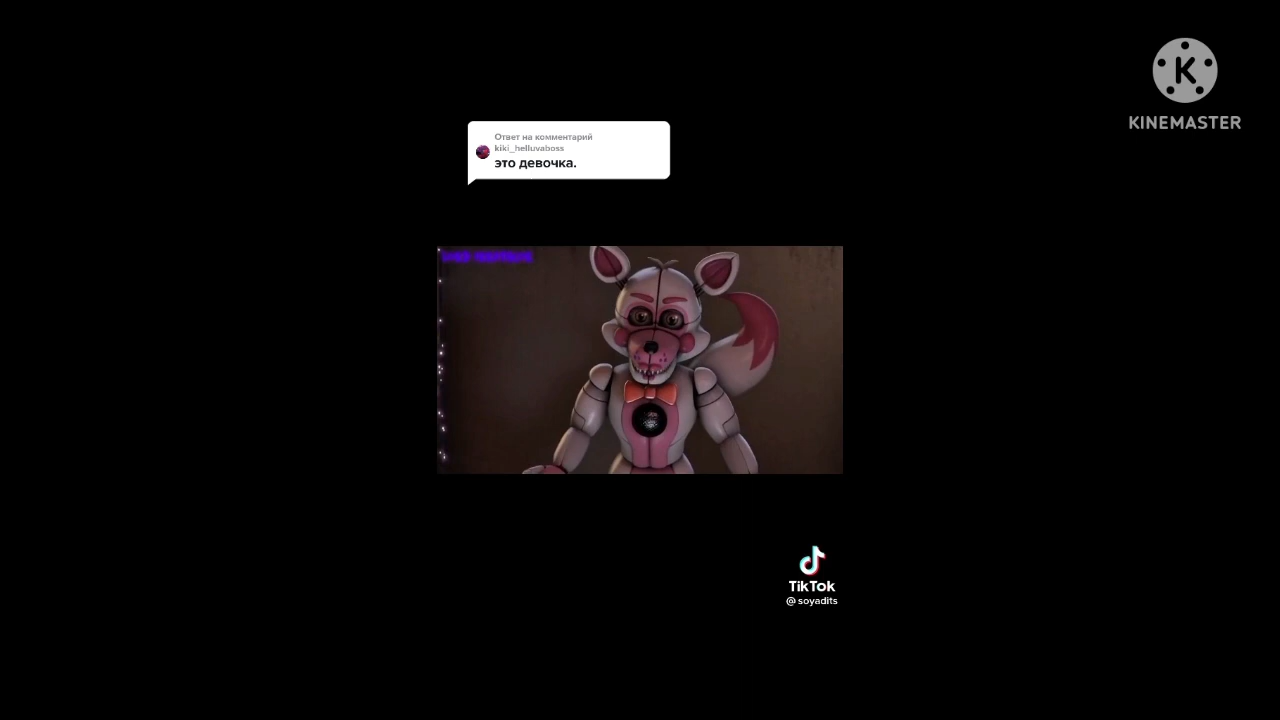 KINEMASTER
Ответ на комментарий
kiki_helluvaboss
это девочка.
TikTok
@ soyadits